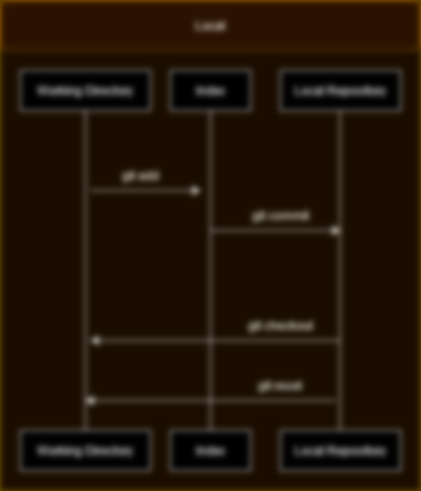 Local
Working Directory
Index
Local Repository
git add
git commit
git checkout
git reset
Working Directory
Index
Local Repository